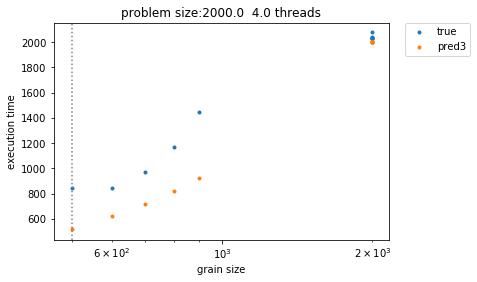 problem size:2000.0  4.0 threads
true
pred3
execution time
2000
1800
1600
1400
1200
1000
800
600
6 × 10²
10³
2 × 10³
grain size